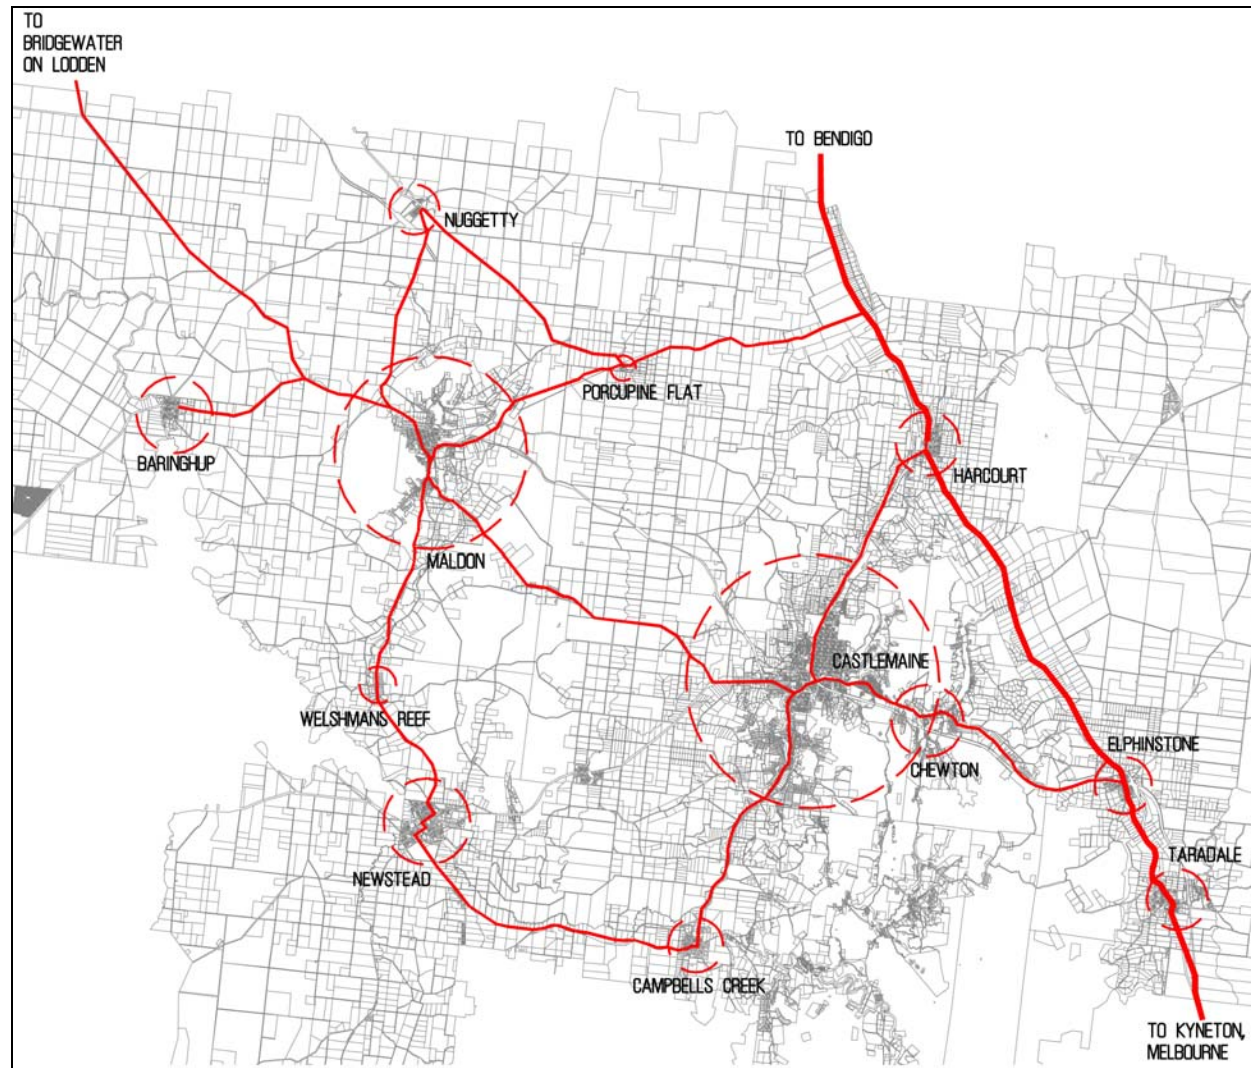 TO
BRIDGEWATER
ON LODDEN
TO BENDIGO
NUGGETTY
PORCUPINE FLAT
BARINGHUP
HARCOURT
MALDON
CASTLEMAINE
WELSHMANS REEF
ELPHINSTONE
CHEWTON
TARADALE
NEWSTEAD
CAMPBELLS CREEK
TO KYNETON,
MELBOURNE